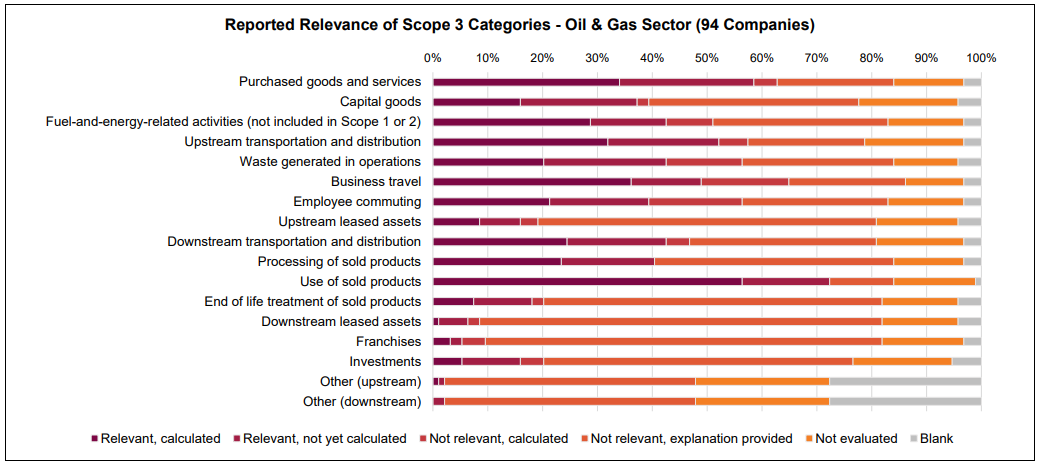 Reported Relevance of Scope 3 Categories - Oil & Gas Sector (94 Companies)
0% 10% 20% 30% 40% 50% 60% 70% 80% 90% 100%
Purchased goods and services
Capital goods
Fuel-and-energy-related activities (not included in Scope 1 or 2)
Upstream transportation and distribution
Waste generated in operations
Business travel
Employee commuting
Upstream leased assets
Downstream transportation and distribution
Processing of sold products
Use of sold products
End of life treatment of sold products
Downstream leased assets
Franchises
Investments
Other (upstream)
Other (downstream)
Relevant, calculated Relevant, not yet calculated Not relevant, calculated Not relevant, explanation provided Not evaluated Blank